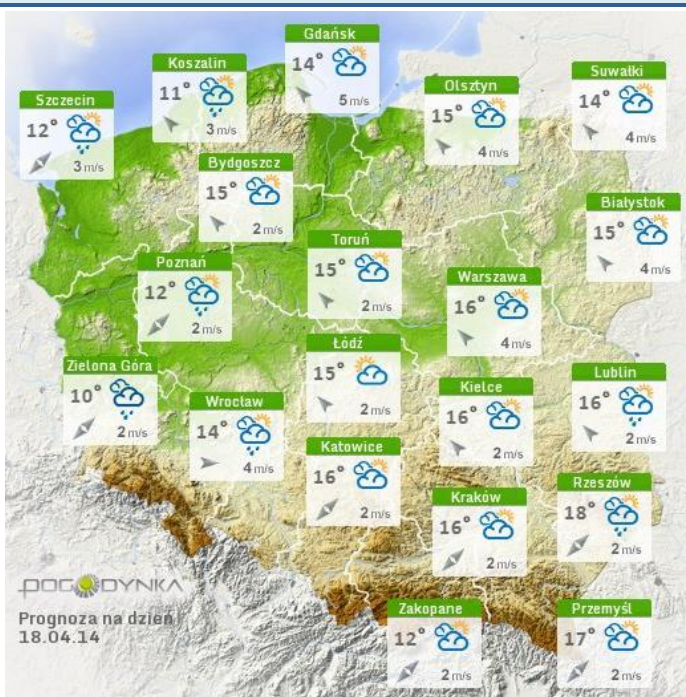 Gdańsk
14°
5 m/s
Koszalin
11°
3 m/s
Suwałki
14°
4 m/s
Olsztyn
15°
4 m/s
Szczecin
12°
3 m/s
Bydgoszcz
15°
2 m/s
Białystok
15°
4 m/s
Toruń
15°
2 m/s
Poznań
12°
2 m/s
Warszawa
16°
4 m/s
Łódź
15°
2 m/s
Zielona Góra
10°
2 m/s
Lublin
16°
2 m/s
Kielce
16°
2 m/s
Wrocław
14°
4 m/s
Katowice
16°
2 m/s
Rzeszów
18°
2 m/s
Kraków
16°
2 m/s
POGODYNKA
Prognoza na dzień
18.04.14
Zakopane
12°
2 m/s
Przemyśl
17°
2 m/s